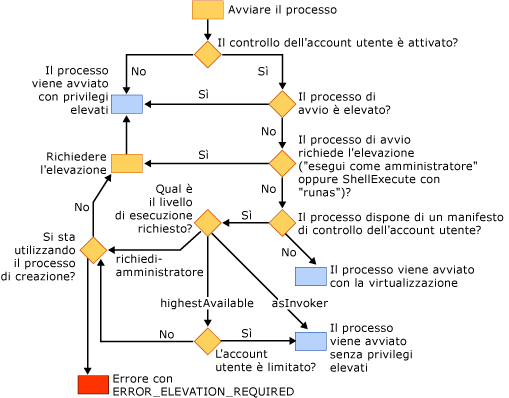 Avviare il processo
Il controllo dell'account utente è attivato?
No
Sì
Il processo
viene avviato
con privilegi
elevati
Sì
Il processo di
avvio è elevato?
No
Richiedere
l'elevazione
Sì
Il processo di avvio
richiede l'elevazione
("esegui come amministratore"
oppure ShellExecute con
"runas")?
No
Qual è
il livello
di esecuzione
richiesto?
Sì
Il processo dispone di un manifesto
di controllo dell'account utente?
No
No
Si sta
utilizzando
il processo
di creazione?
richiedi-
amministratore
Il processo viene avviato
con la virtualizzazione
highestAvailable
asInvoker
No
Sì
L'account
utente è limitato?
Il processo
viene avviato
senza privilegi
elevati
Errore con
ERROR_ELEVATION_REQUIRED